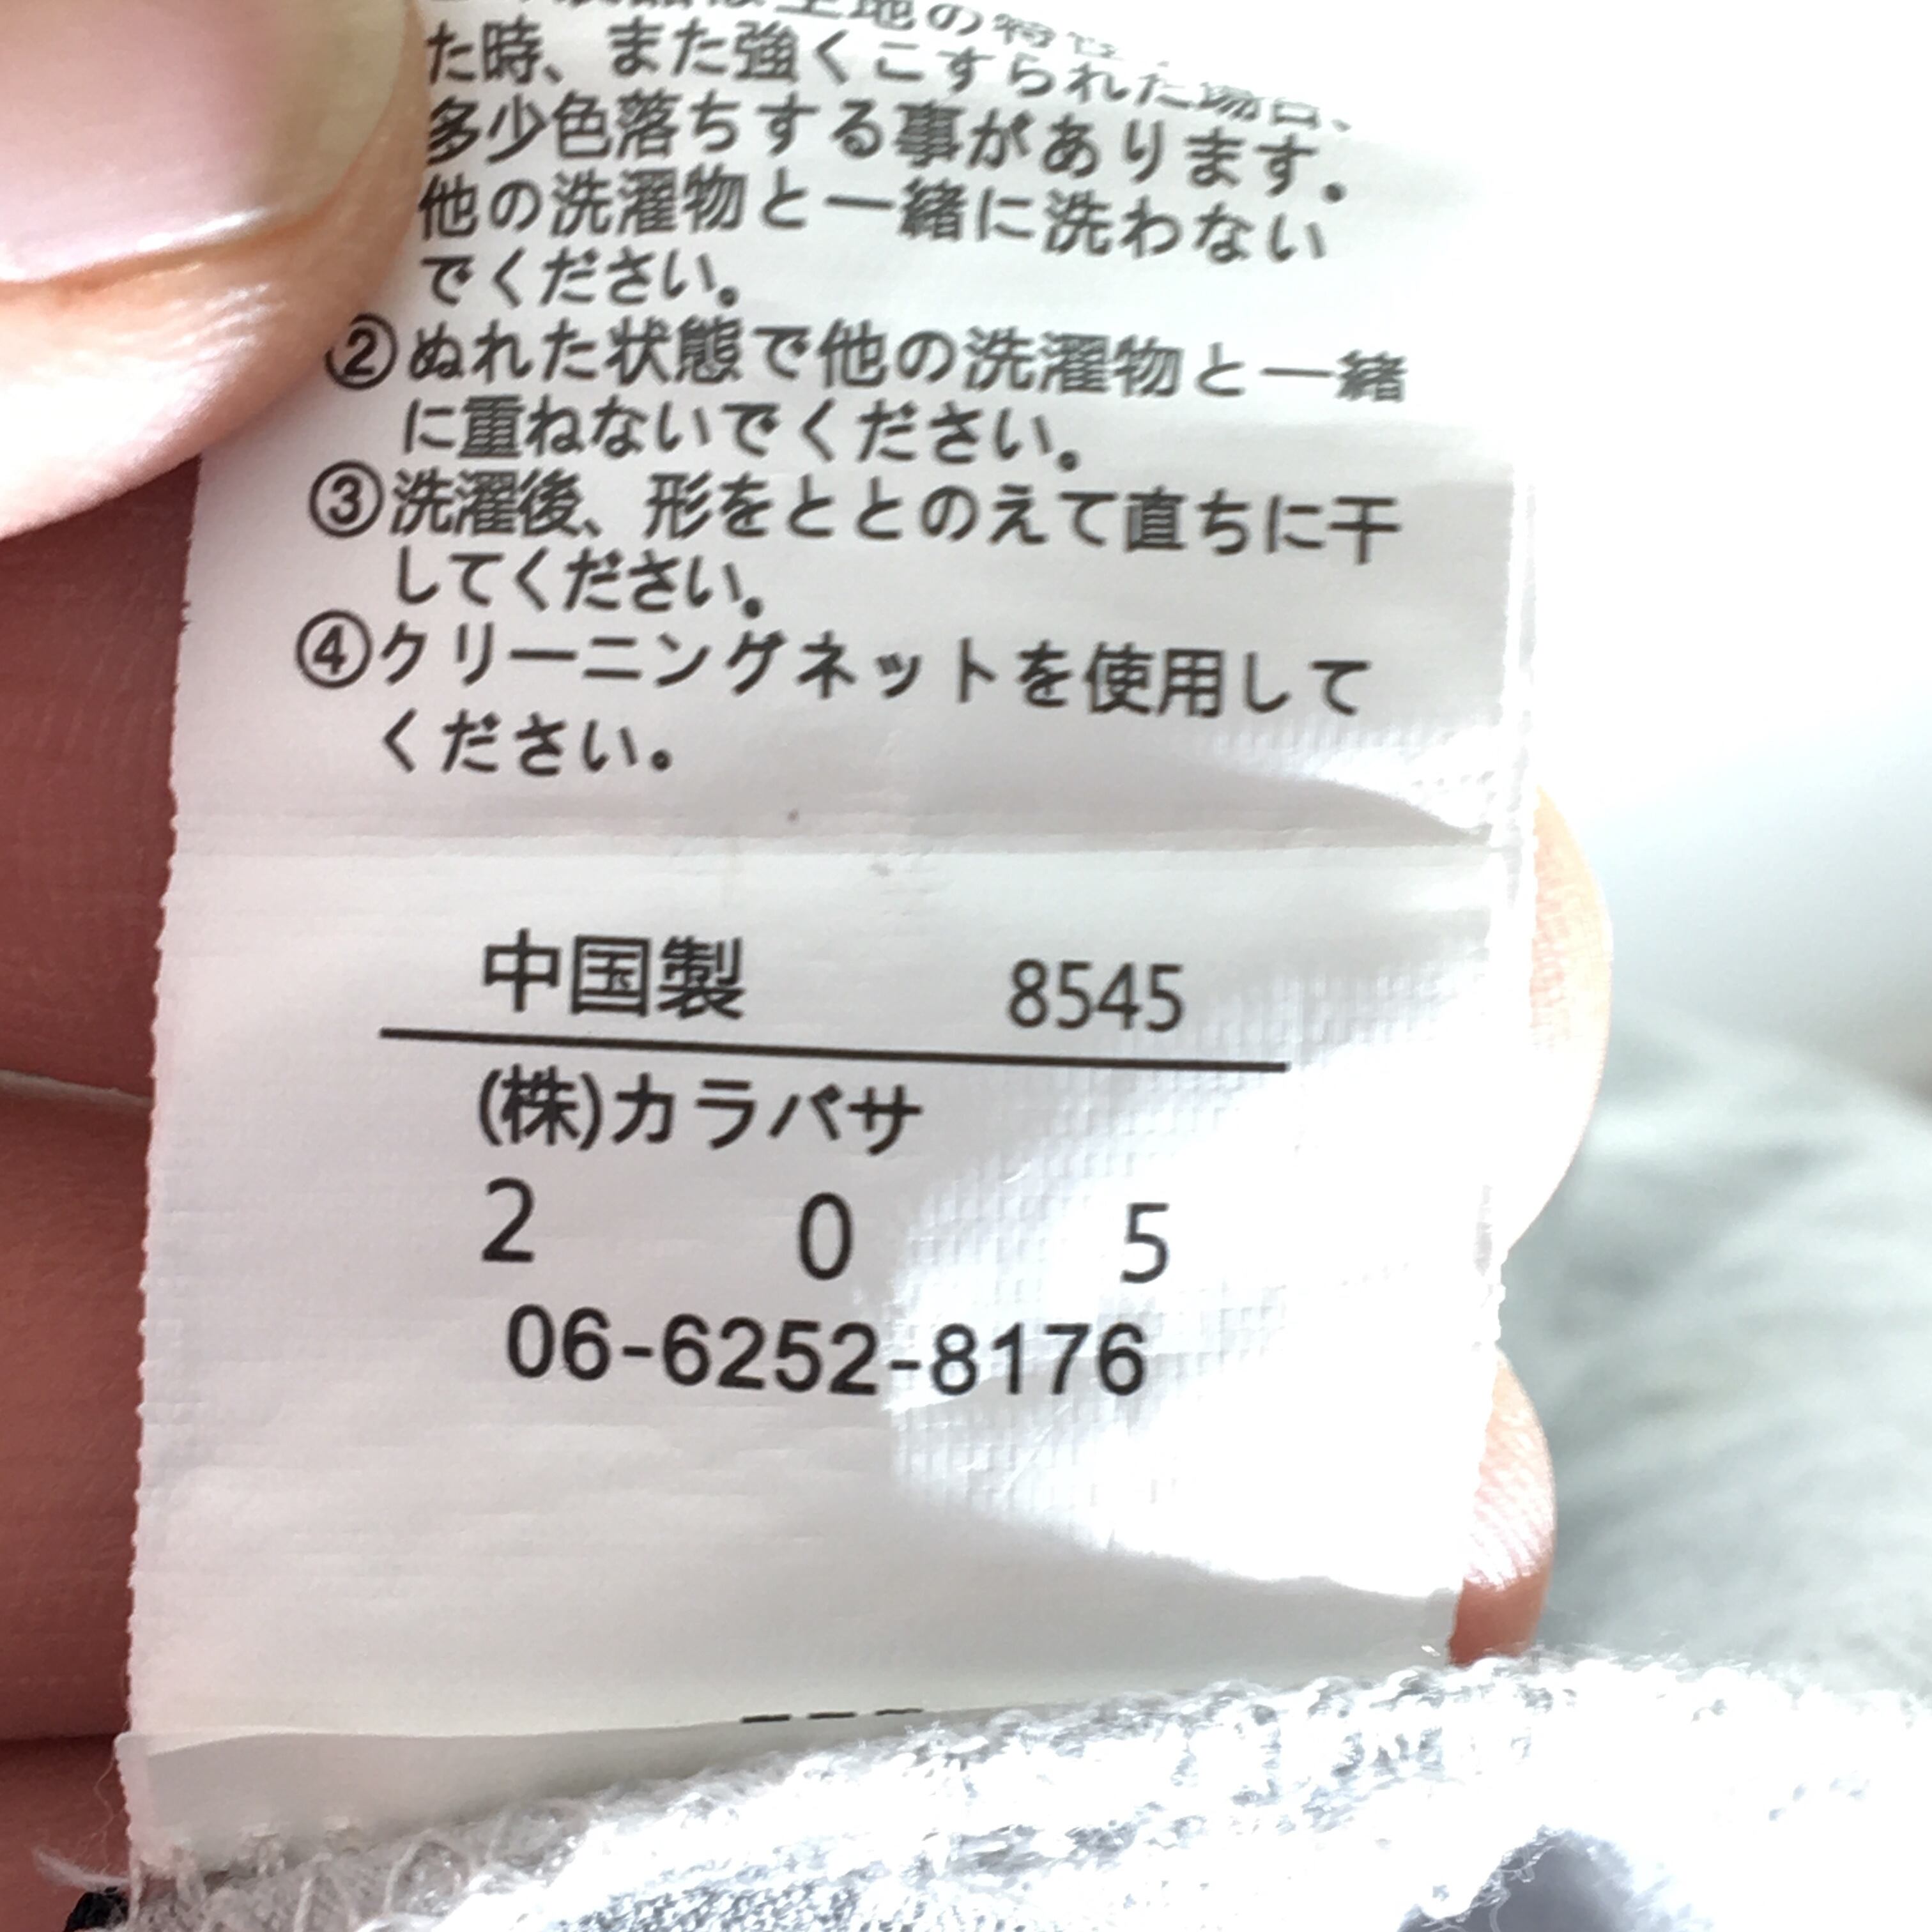 生地の特性
た時、また強くこすられた場合、
多少色落ちする事があります。
他の洗濯物と一緒に洗わない
でください。
②ぬれた状態で他の洗濯物と一緒
に重ねないでください。
③洗濯後、形をととのえて直ちに干
してください。
④クリーニングネットを使用して
ください。
中国製 8545
(株)カラバサ
2 0 5
06-6252-8176